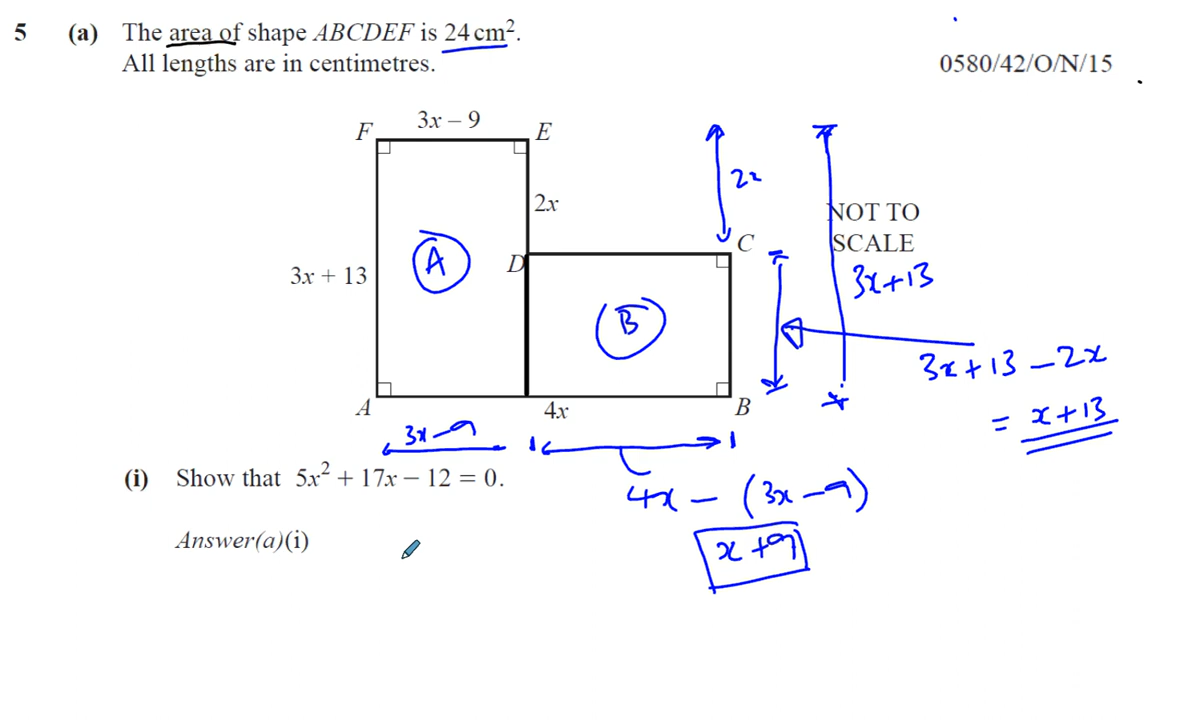 5 (a) The area of shape ABCDEF is 24 cm².
All lengths are in centimetres.
0580/42/O/N/15
3x – 9
F
E
2x
2x
NOT TO
SCALE
C
A
D
3x + 13
3x+13
B
3x+13 –2x
A
4x
B
= x+13
3x–9
(i) Show that 5x² + 17x – 12 = 0.
4x – (3x–9)
Answer(a)(i)
x +9